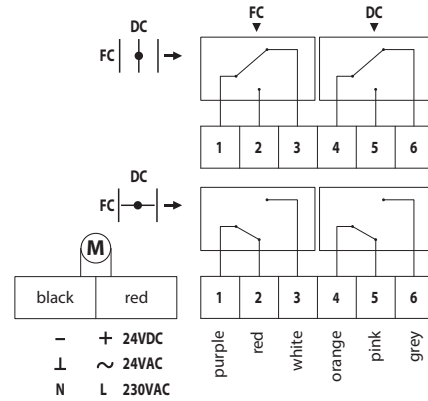 FC DC
DC
FC
1 2 3 4 5 6
DC
FC
M
black red
1 2 3 4 5 6
purple red white orange pink grey
− + 24VDC
⊥ ~ 24VAC
N L 230VAC